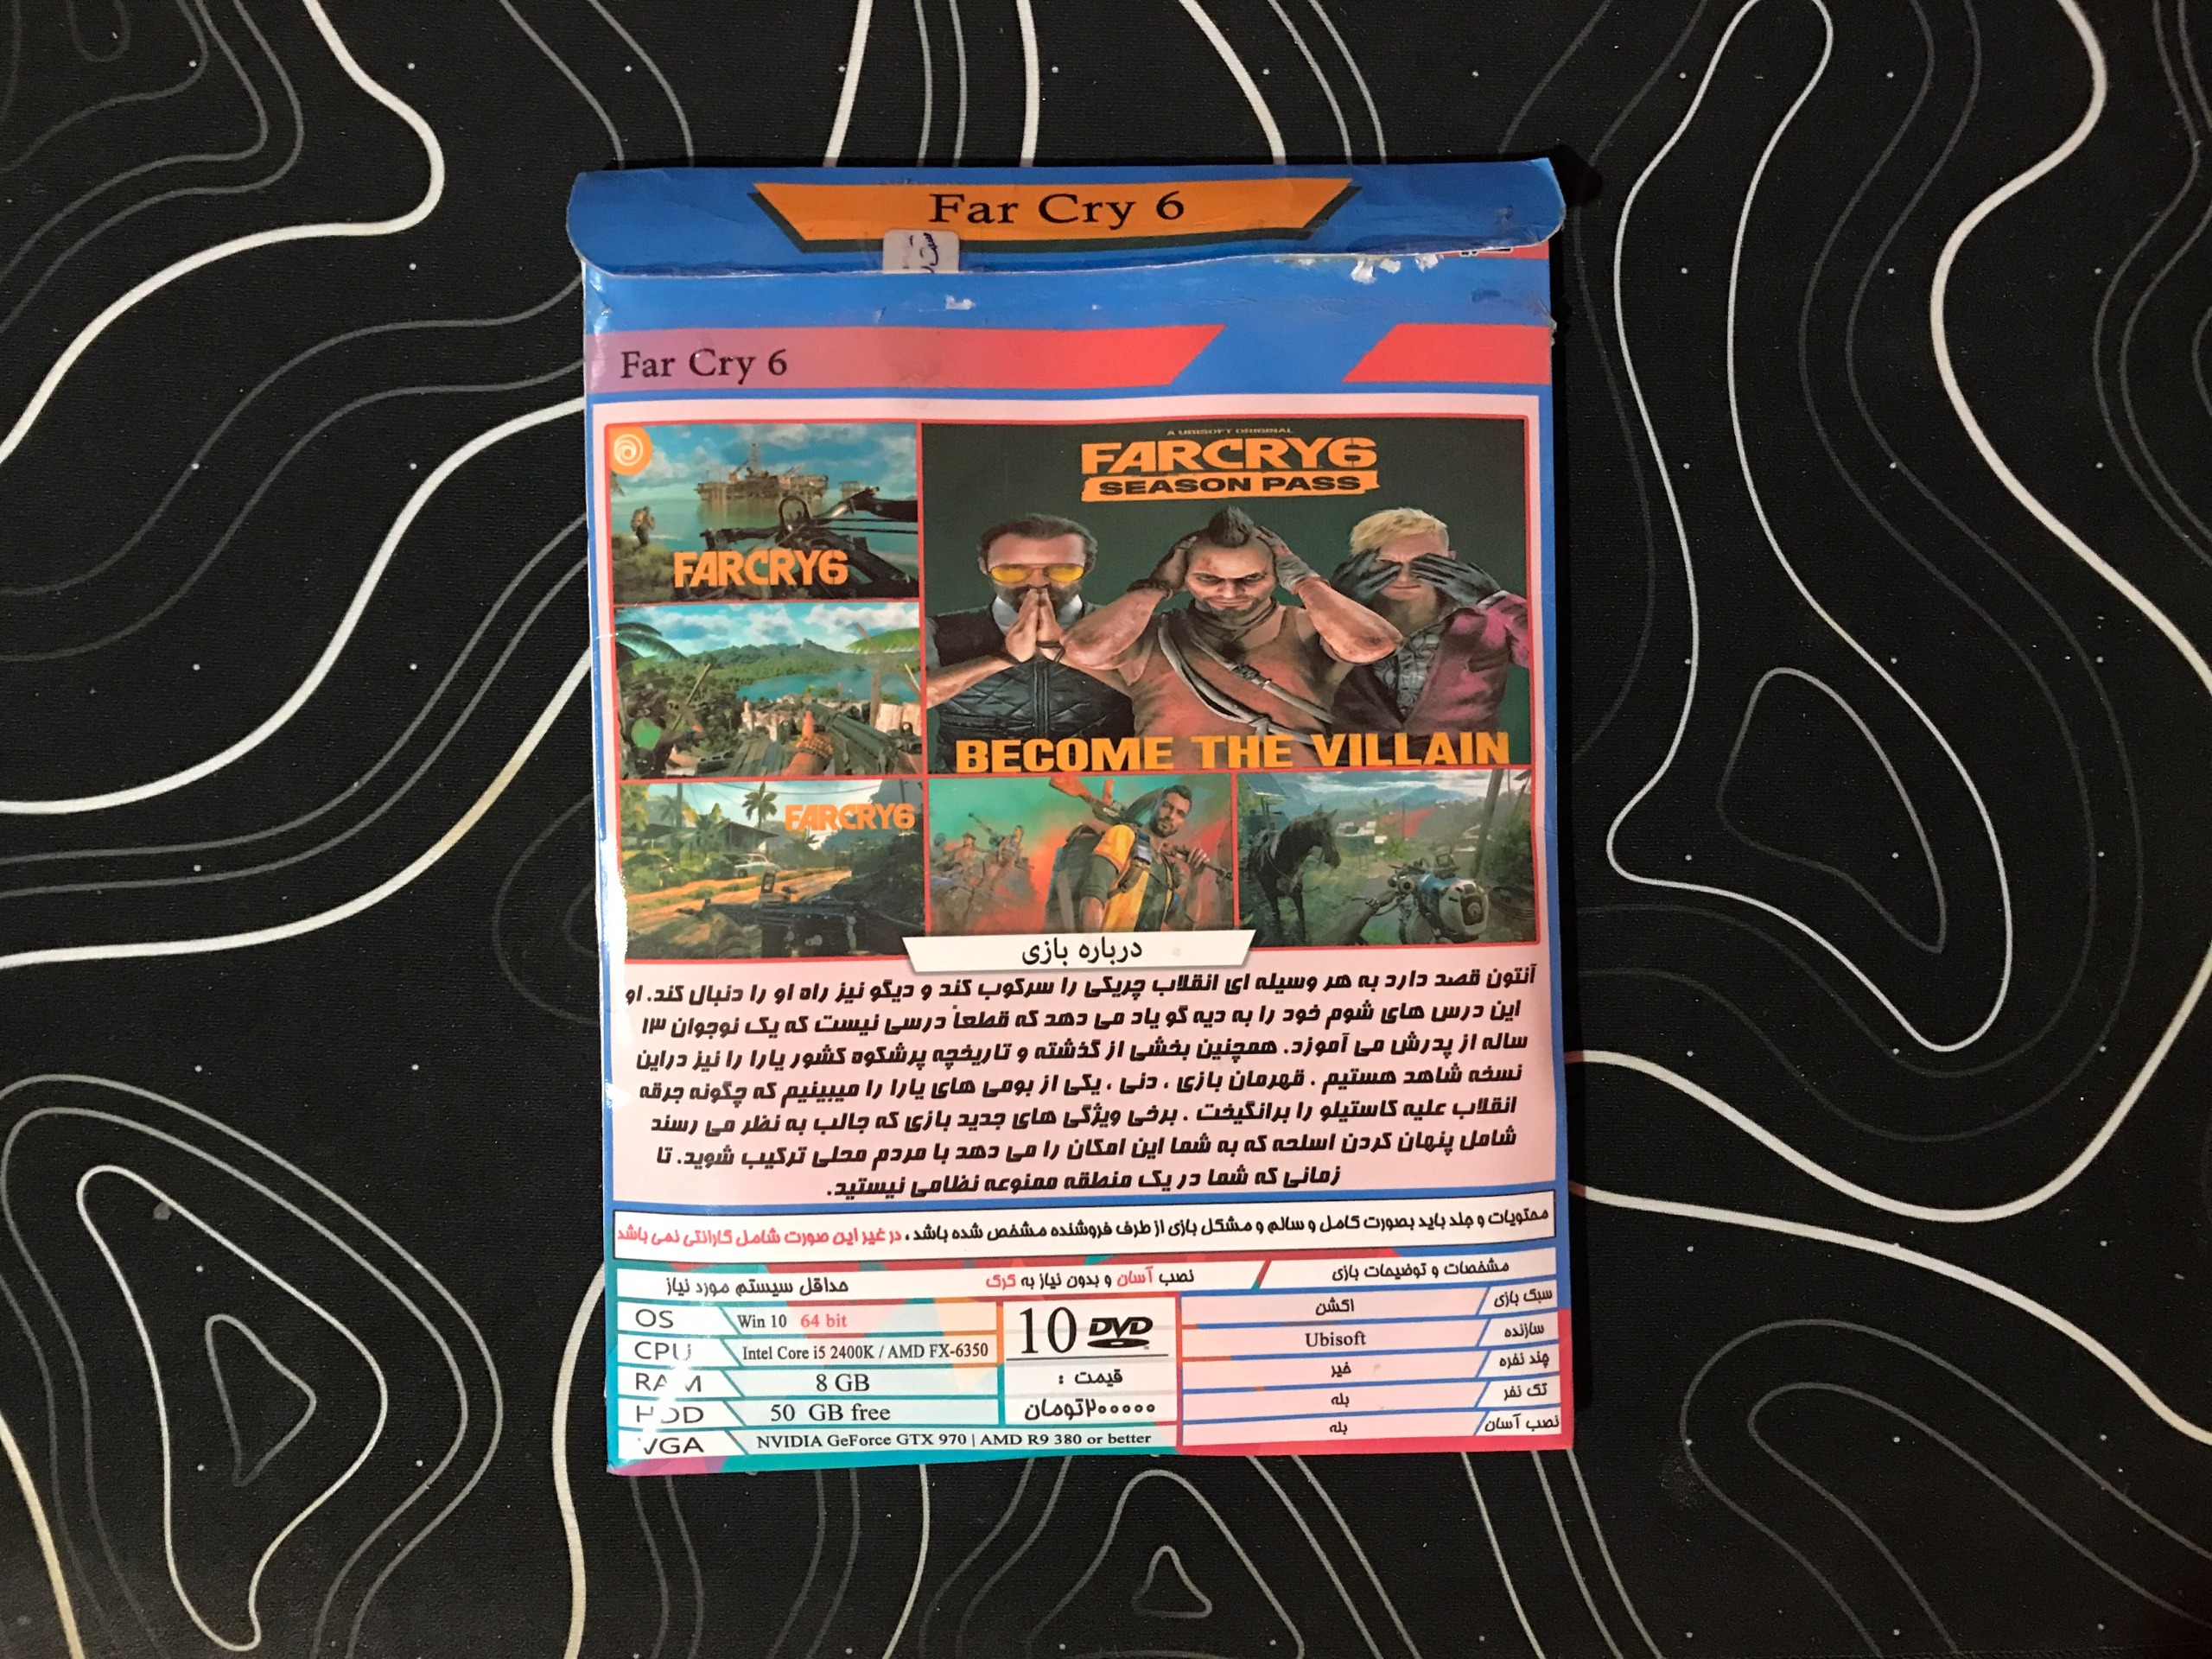 Far Cry 6
Far Cry 6
A UBISOFT ORIGINAL
FARCRY6
SEASON PASS
FARCRY6
BECOME THE VILLAIN
FARCRY6
درباره بازی
آنتون قصد دارد به هر وسیله ای انقلاب چریکی را سرکوب کند و دیگو نیز راه او را دنبال کند. او
این درس های شوم خود را به دیه گو یاد می دهد که قطعاً درسی نیست که یک نوجوان ۱۳
ساله از پدرش می آموزد. همچنین بخشی از گذشته و تاریخچه پرشکوه کشور یارا را نیز دراین
نسخه شاهد هستیم . قهرمان بازی ، دنی ، یکی از بومی های یارا را میبینیم که چگونه جرقه
انقلاب علیه کاستیلو را برانگیخت . برخی ویژگی های جدید بازی که جالب به نظر می رسند
شامل پنهان کردن اسلحه که به شما این امکان را می دهد با مردم محلی ترکیب شوید. تا
زمانی که شما در یک منطقه ممنوعه نظامی نیستید.
محتویات و جلد باید بصورت کامل و سالم و مشکل بازی از طرف فروشنده مشخص شده باشد ، در غیر این صورت شامل گارانتی نمی باشد
مشخصات و توضیمات بازی
نصب آسان و بدون نیاز به کرک
حداقل سیستم مورد نیاز
سبک بازی اکشن
سازنده Ubisoft
چند نفره خیر
تک نفر بله
نصب آسان بله
10 DVD
قیمت :
۲۰۰۰۰۰تومان
OS Win 10 64 bit
CPU Intel Core i5 2400K / AMD FX-6350
RAM 8 GB
HDD 50 GB free
VGA NVIDIA GeForce GTX 970 | AMD R9 380 or better